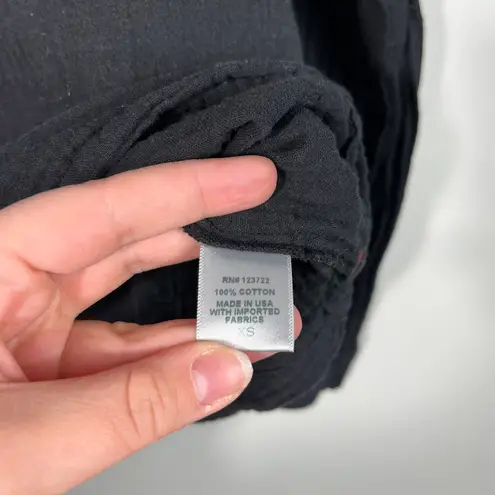 RN# 123722
100% COTTON
MADE IN USA
WITH IMPORTED
FABRICS
XS